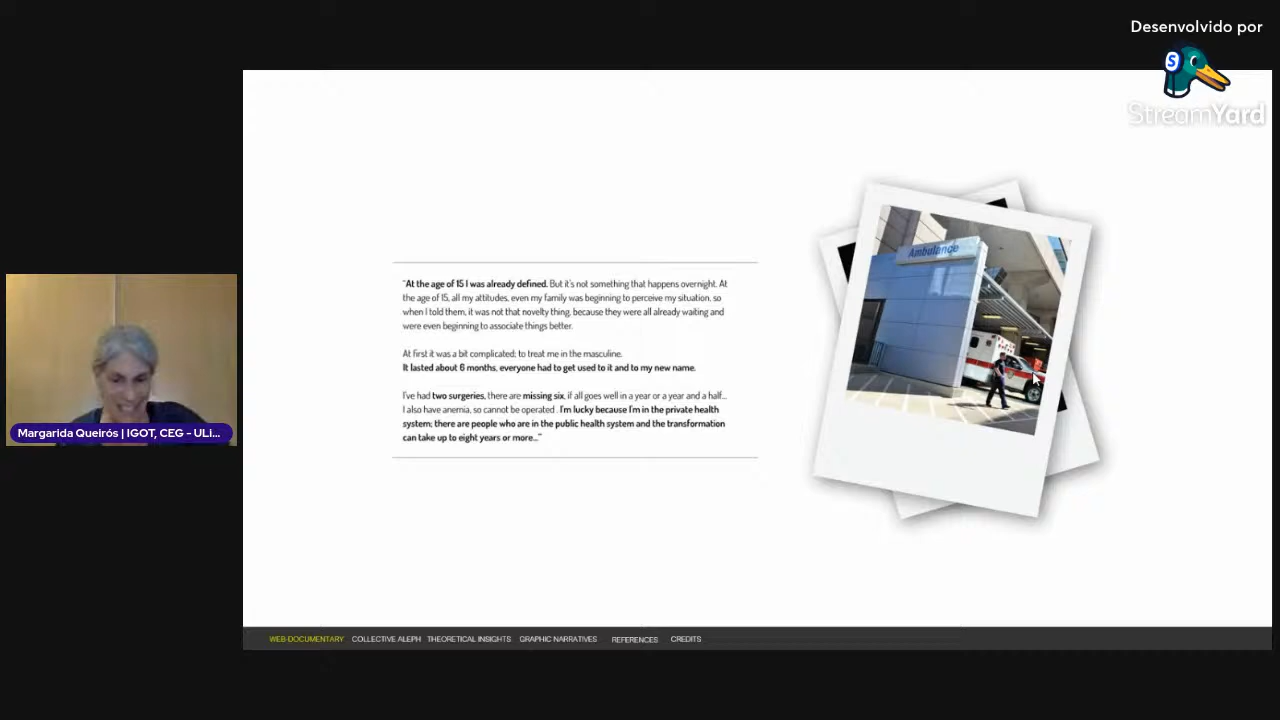 Desenvolvido por
S
StreamYard
Ambulance
"At the age of 15 I was already defined. But it's not something that happens overnight. At
the age of 15, all my attitudes, even my family was beginning to perceive my situation, so
when I told them, it was not that novelty thing, because they were all already waiting and
were even beginning to associate things better.
At first it was a bit complicated; to treat me in the masculine.
It lasted about 6 months, everyone had to get used to it and to my new name.
I've had two surgeries, there are missing six, if all goes well in a year or a year and a half...
I also have anemia, so cannot be operated . I'm lucky because I'm in the private health
system; there are people who are in the public health system and the transformation
can take up to eight years or more..."
Margarida Queirós | IGOT, CEG - ULi...
WEB-DOCUMENTARY COLLECTIVE ALEPH THEORETICAL INSIGHTS GRAPHIC NARRATIVES REFERENCES CREDITS